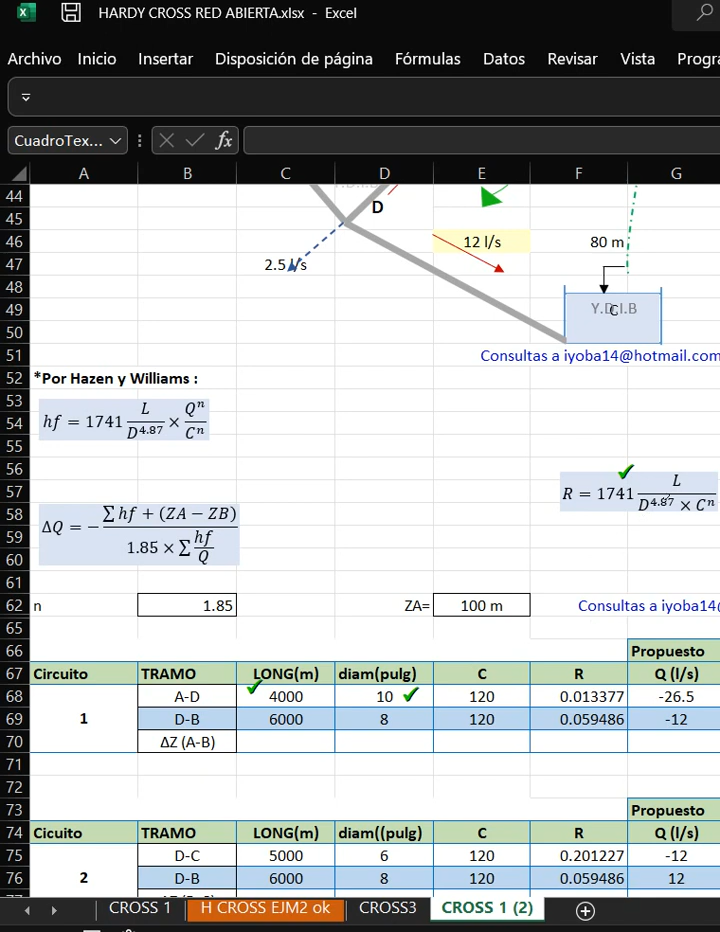 HARDY CROSS RED ABIERTA.xlsx - Excel
Archivo Inicio Insertar Disposición de página Fórmulas Datos Revisar Vista Progra
CuadroTex... fx
A B C D E F G
44
45 D
46 12 l/s 80 m
47 2.5 l/s
48
49 Y.D.I.B C
50
51 Consultas a iyoba14@hotmail.com
52 *Por Hazen y Williams :
53
54 hf = 1741 L/D^4.87 × Q^n/C^n
55
56
57 R = 1741 L/(D^4.87 × C^n)
58 ΔQ = − (∑ hf + (ZA − ZB))/(1.85 × ∑ hf/Q)
59
60
61
62 n 1.85 ZA= 100 m Consultas a iyoba14@
65
66 Propuesto
67 Circuito TRAMO LONG(m) diam(pulg) C R Q (l/s)
68 A-D 4000 10 120 0.013377 -26.5
69 1 D-B 6000 8 120 0.059486 -12
70 ΔZ (A-B)
71
72
73 Propuesto
74 Cicuito TRAMO LONG(m) diam((pulg) C R Q (l/s)
75 D-C 5000 6 120 0.201227 -12
76 2 D-B 6000 8 120 0.059486 12
CROSS 1 H CROSS EJM2 ok CROSS3 CROSS 1 (2)